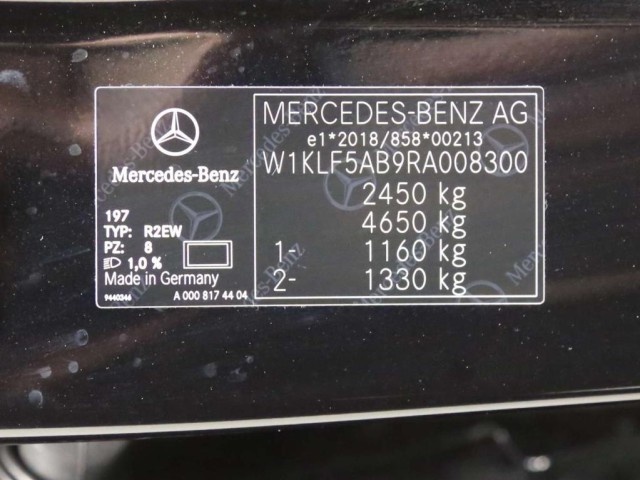 Mercedes-Benz
197
TYP: R2EW
PZ: 8
1,0 %
Made in Germany
9440346 A 000 817 44 04
MERCEDES-BENZ AG
e1*2018/858*00213
W1KLF5AB9RA008300
2450 kg
4650 kg
1- 1160 kg
2- 1330 kg